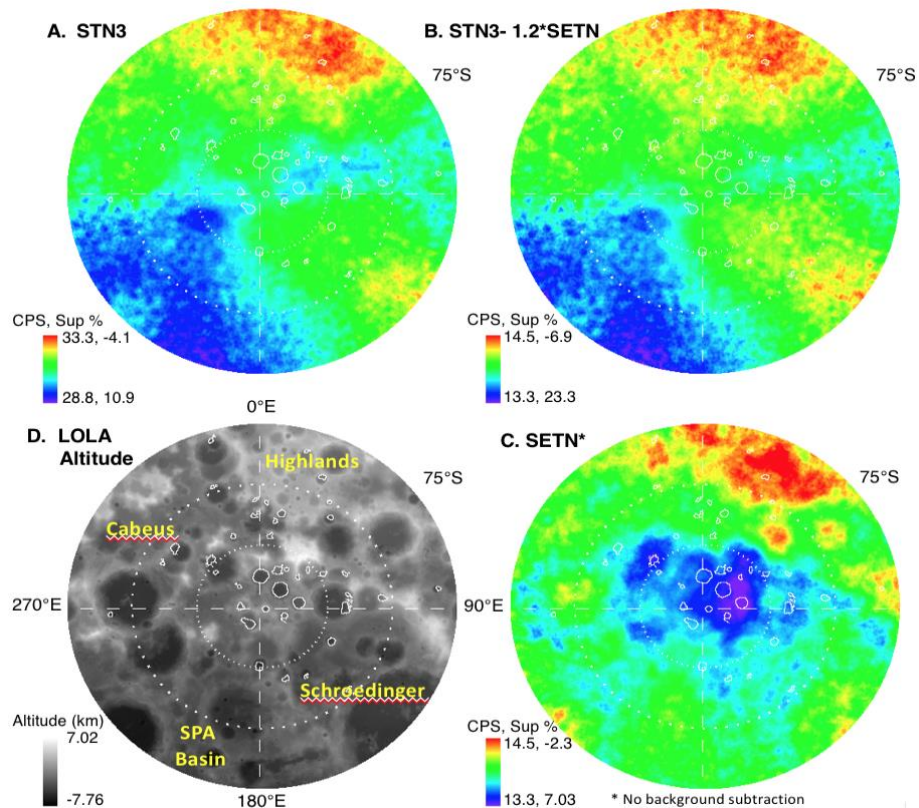 A. STN3
B. STN3- 1.2*SETN
75°S
75°S
CPS, Sup %
33.3, -4.1
28.8, 10.9
CPS, Sup %
14.5, -6.9
13.3, 23.3
0°E
D. LOLA
Altitude
Highlands
75°S
Cabeus
270°E
Schroedinger
SPA
Basin
Altitude (km)
7.02
-7.76
180°E
C. SETN*
90°E
CPS, Sup %
14.5, -2.3
13.3, 7.03
* No background subtraction